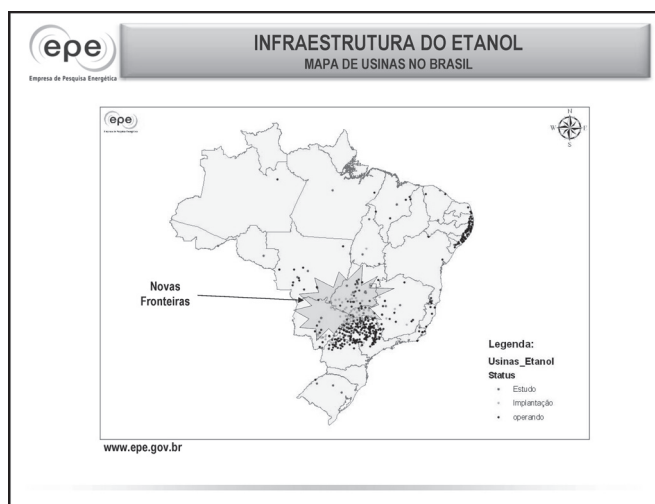 epe
Empresa de Pesquisa Energética
INFRAESTRUTURA DO ETANOL
MAPA DE USINAS NO BRASIL
epe
N
W
E
S
Novas
Fronteiras
Legenda:
Usinas_Etanol
Status
Estudo
Implantação
operando
www.epe.gov.br